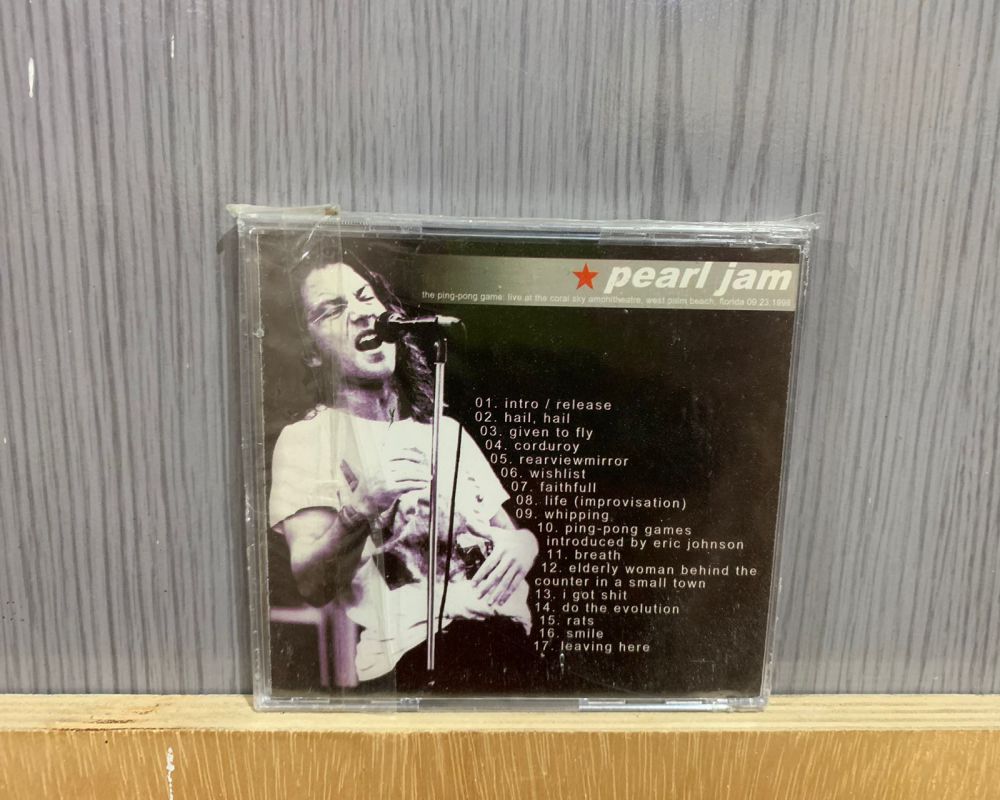 pearl jam
the ping-pong game: live at the coral sky amphitheatre, west palm beach, florida 09.23.1998
01. intro / release
02. hail, hail
03. given to fly
04. corduroy
05. rearviewmirror
06. wishlist
07. faithfull
08. life (improvisation)
09. whipping
10. ping-pong games
introduced by eric johnson
11. breath
12. elderly woman behind the
counter in a small town
13. i got shit
14. do the evolution
15. rats
16. smile
17. leaving here